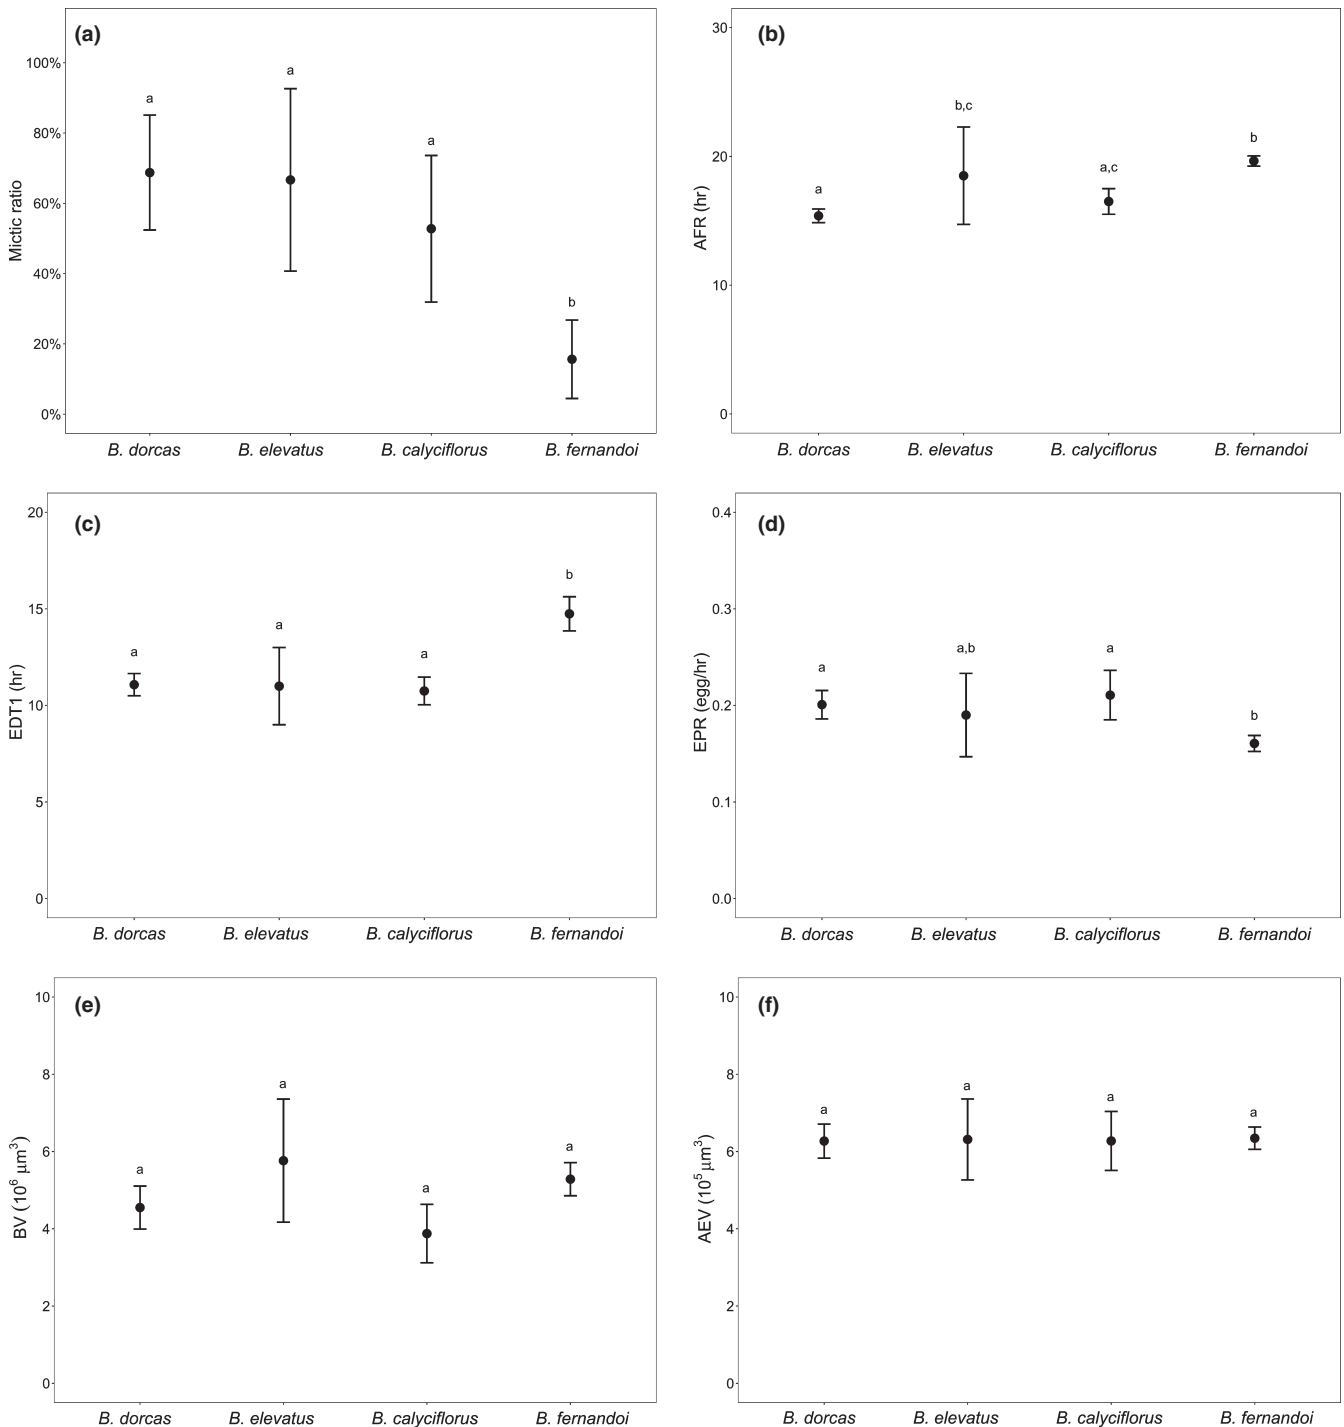 (a)
Mictic ratio
100%
80%
60%
40%
20%
0%
a
a
a
b
B. dorcas
B. elevatus
B. calyciflorus
B. fernandoi
(b)
AFR (hr)
30
20
10
0
a
b,c
a,c
b
B. dorcas
B. elevatus
B. calyciflorus
B. fernandoi
(c)
EDT1 (hr)
20
15
10
5
0
a
a
a
b
B. dorcas
B. elevatus
B. calyciflorus
B. fernandoi
(d)
EPR (egg/hr)
0.4
0.3
0.2
0.1
0.0
a
a,b
a
b
B. dorcas
B. elevatus
B. calyciflorus
B. fernandoi
(e)
BV (10⁶ μm³)
10
8
6
4
2
0
a
a
a
a
B. dorcas
B. elevatus
B. calyciflorus
B. fernandoi
(f)
AEV (10⁵ μm³)
10
8
6
4
2
0
a
a
a
a
B. dorcas
B. elevatus
B. calyciflorus
B. fernandoi